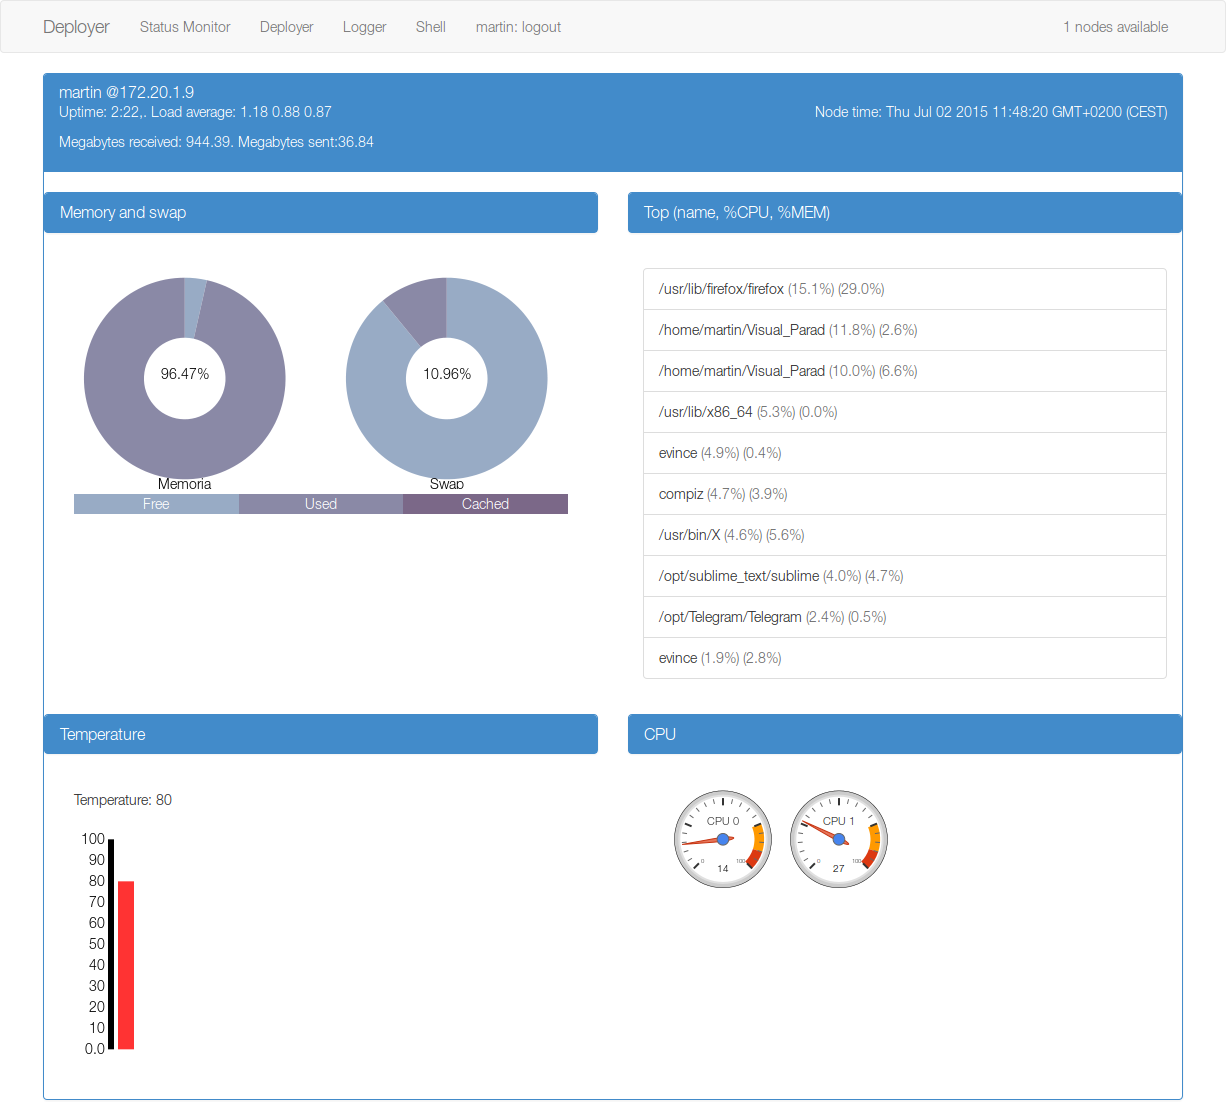 Deployer Status Monitor Deployer Logger Shell martin: logout 1 nodes available
martin @172.20.1.9
Uptime: 2:22,. Load average: 1.18 0.88 0.87 Node time: Thu Jul 02 2015 11:48:20 GMT+0200 (CEST)
Megabytes received: 944.39. Megabytes sent:36.84
Memory and swap
96.47%
10.96%
Memoria
Swap
Free Used Cached
Top (name, %CPU, %MEM)
/usr/lib/firefox/firefox (15.1%) (29.0%)
/home/martin/Visual_Parad (11.8%) (2.6%)
/home/martin/Visual_Parad (10.0%) (6.6%)
/usr/lib/x86_64 (5.3%) (0.0%)
evince (4.9%) (0.4%)
compiz (4.7%) (3.9%)
/usr/bin/X (4.6%) (5.6%)
/opt/sublime_text/sublime (4.0%) (4.7%)
/opt/Telegram/Telegram (2.4%) (0.5%)
evince (1.9%) (2.8%)
Temperature
Temperature: 80
100
90
80
70
60
50
40
30
20
10
0.0
CPU
CPU 0
0 100
14
CPU 1
0 100
27